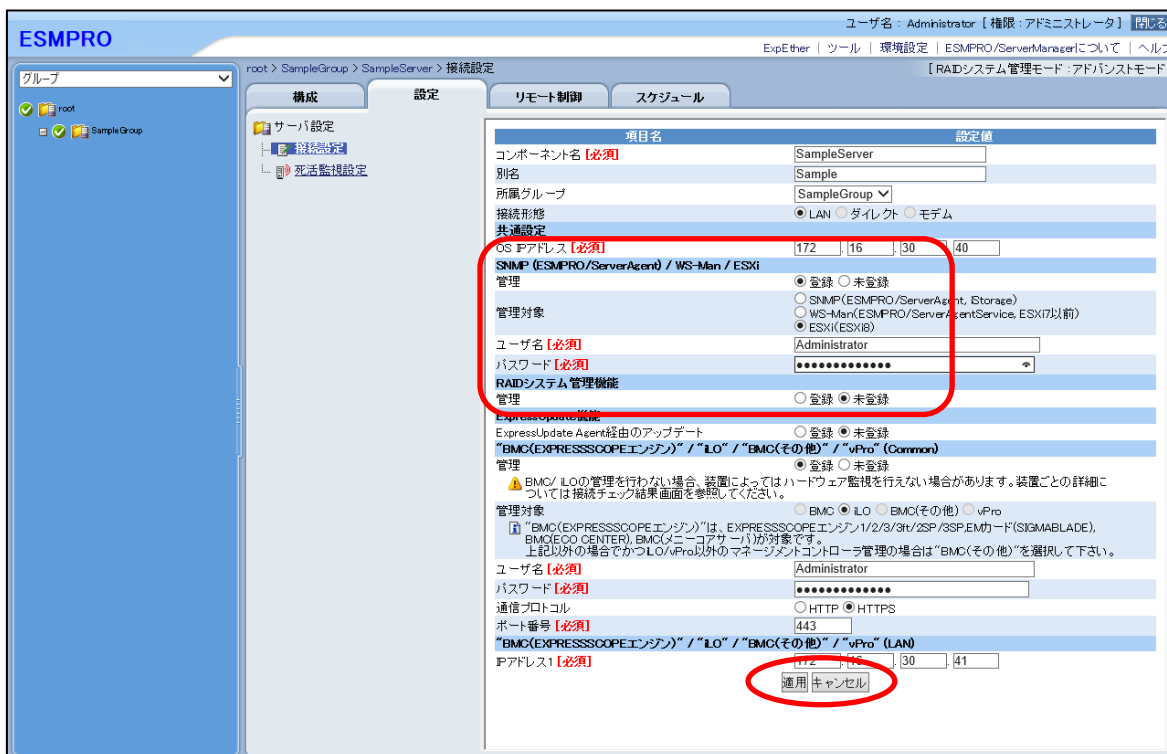 ユーザ名 : Administrator [ 権限 : アドミニストレータ ] 閉じる
ESMPRO
ExpEther | ツール | 環境設定 | ESMPRO/ServerManagerについて |
グループ
root
SampleGroup
root > SampleGroup > SampleServer > 接続設定
[ RAIDシステム管理モード : アドバンストモード
構成
設定
リモート制御
スケジュール
サーバ設定
接続設定
死活監視設定
項目名 設定値
コンポーネント名 [必須] SampleServer
別名 Sample
所属グループ SampleGroup
接続形態 LAN ダイレクト モデム
共通設定
OS IPアドレス [必須] 172 . 16 . 30 . 40
SNMP (ESMPRO/ServerAgent) / WS-Man / ESXi
管理 登録 未登録
SNMP(ESMPRO/ServerAgent, iStorage)
管理対象 WS-Man(ESMPRO/ServerAgentService, ESXi7以前)
ESXi(ESXi8)
ユーザ名 [必須] Administrator
パスワード [必須] •••••••••••••
RAIDシステム管理機能
管理 登録 未登録
ExpressUpdate機能
ExpressUpdate Agent経由のアップデート 登録 未登録
"BMC(EXPRESSSCOPEエンジン)" / "iLO" / "BMC(その他)" / "vPro" (Common)
管理 登録 未登録
BMC/ iLOの管理を行わない場合、装置によってはハードウェア監視を行えない場合があります。装置ごとの詳細に
ついては接続チェック結果画面を参照してください。
管理対象 BMC iLO BMC(その他) vPro
"BMC(EXPRESSSCOPEエンジン)"は、EXPRESSSCOPEエンジン1/2/3/3ft/2SP/3SP,EMカード(SIGMABLADE),
BMC(ECO CENTER), BMC(メニーコアサーバ)が対象です。
上記以外の場合でかつiLO/vPro以外のマネージメントコントローラ管理の場合は"BMC(その他)"を選択して下さい。
ユーザ名 [必須] Administrator
パスワード [必須] •••••••••••••
通信プロトコル HTTP HTTPS
ポート番号 [必須] 443
"BMC(EXPRESSSCOPEエンジン)" / "iLO" / "BMC(その他)" / "vPro" (LAN)
IPアドレス1 [必須] 172 . 16 . 30 . 41
適用 キャンセル